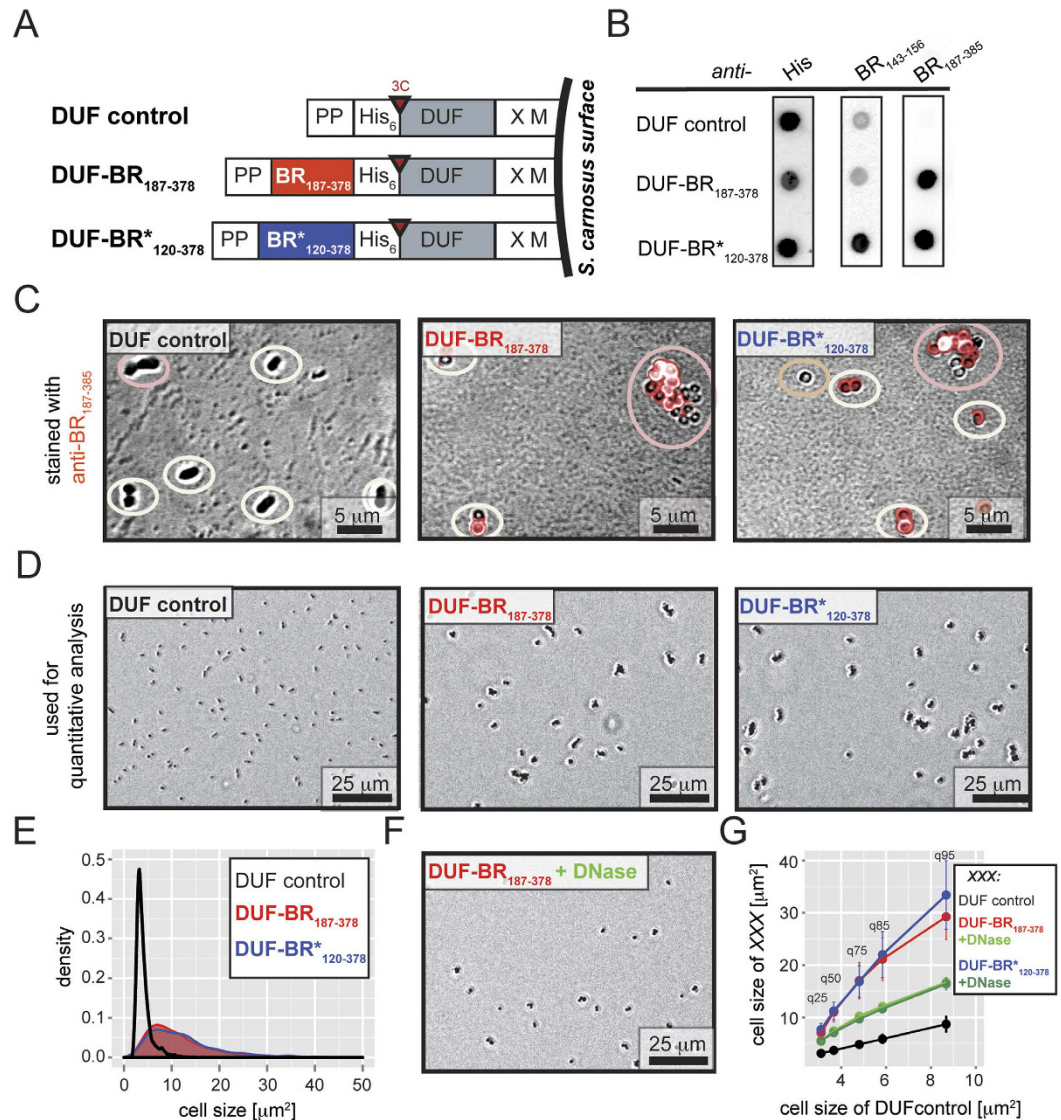 A
DUF control
PP His6 3C DUF X M
DUF-BR187-378
PP BR187-378 His6 DUF X M
DUF-BR*120-378
PP BR*120-378 His6 DUF X M
S. carnosus surface
B
anti- His BR143-156 BR187-385
DUF control
DUF-BR187-378
DUF-BR*120-378
C
stained with
anti-BR187-385
DUF control
5 μm
DUF-BR187-378
5 μm
DUF-BR*120-378
5 μm
D
used for
quantitative analysis
DUF control
25 μm
DUF-BR187-378
25 μm
DUF-BR*120-378
25 μm
E
density
0.5
0.4
0.3
0.2
0.1
0.0
0 10 20 30 40 50
cell size [μm²]
DUF control
DUF-BR187-378
DUF-BR*120-378
F
DUF-BR187-378 + DNase
25 μm
G
cell size of XXX [μm²]
40
30
20
10
q25
q50
q75
q85
q95
4 6 8 10
cell size of DUFcontrol [μm²]
XXX:
DUF control
DUF-BR187-378
+DNase
DUF-BR*120-378
+DNase